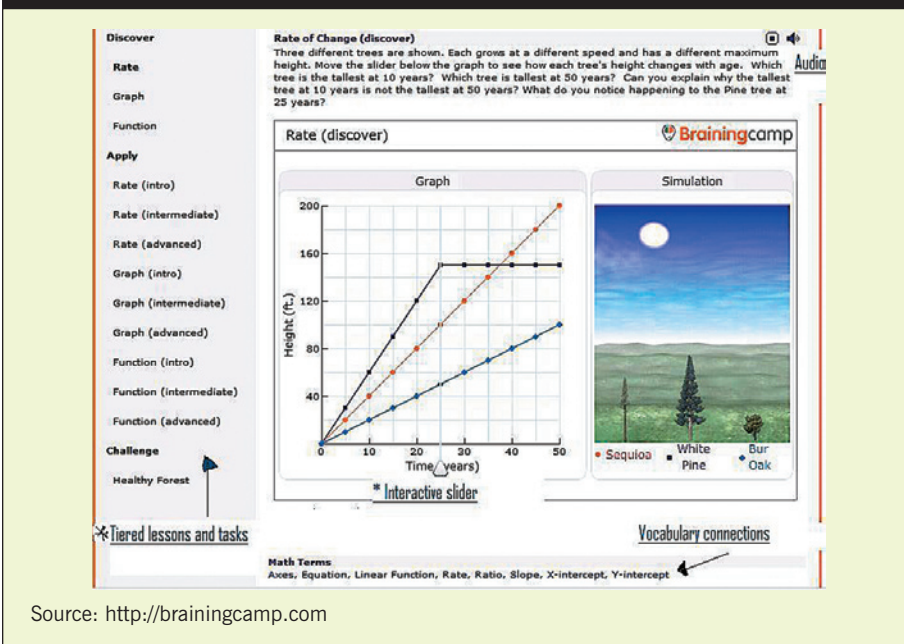 Discover
Rate
Graph
Function
Apply
Rate (intro)
Rate (intermediate)
Rate (advanced)
Graph (intro)
Graph (intermediate)
Graph (advanced)
Function (intro)
Function (intermediate)
Function (advanced)
Challenge
Healthy Forest
Tiered lessons and tasks
Rate of Change (discover)
Three different trees are shown. Each grows at a different speed and has a different maximum
height. Move the slider below the graph to see how each tree's height changes with age. Which
tree is the tallest at 10 years? Which tree is tallest at 50 years? Can you explain why the tallest
tree at 10 years is not the tallest at 50 years? What do you notice happening to the Pine tree at
25 years?
Rate (discover)
Brainingcamp
Graph
Simulation
200
160
120
80
40
Height (ft.)
0 10 20 30 40 50
Time (years)
* Interactive slider
Sequioa
White
Pine
Bur
Oak
Vocabulary connections
Math Terms
Axes, Equation, Linear Function, Rate, Ratio, Slope, X-intercept, Y-intercept
Source: http://brainingcamp.com